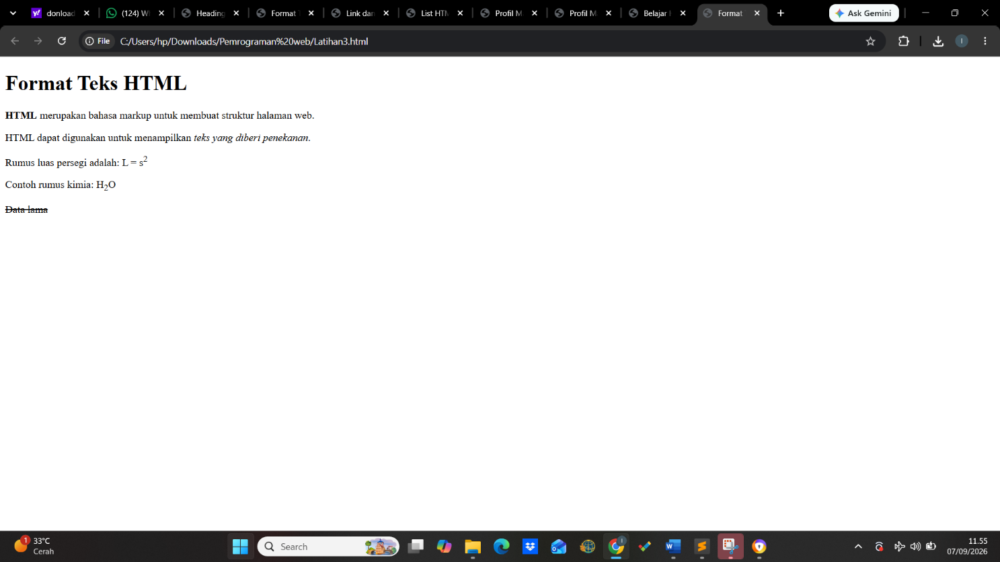 donload
(124) W
Heading
Format
Link dan
List HTM
Profil M
Profil M
Belajar
Format
Ask Gemini
File
C:/Users/hp/Downloads/Pemrograman%20web/Latihan3.html
I
Format Teks HTML
HTML merupakan bahasa markup untuk membuat struktur halaman web.
HTML dapat digunakan untuk menampilkan teks yang diberi penekanan.
Rumus luas persegi adalah: L = s²
Contoh rumus kimia: H₂O
Data lama
1
33°C
Cerah
Search
11.55
07/09/2026